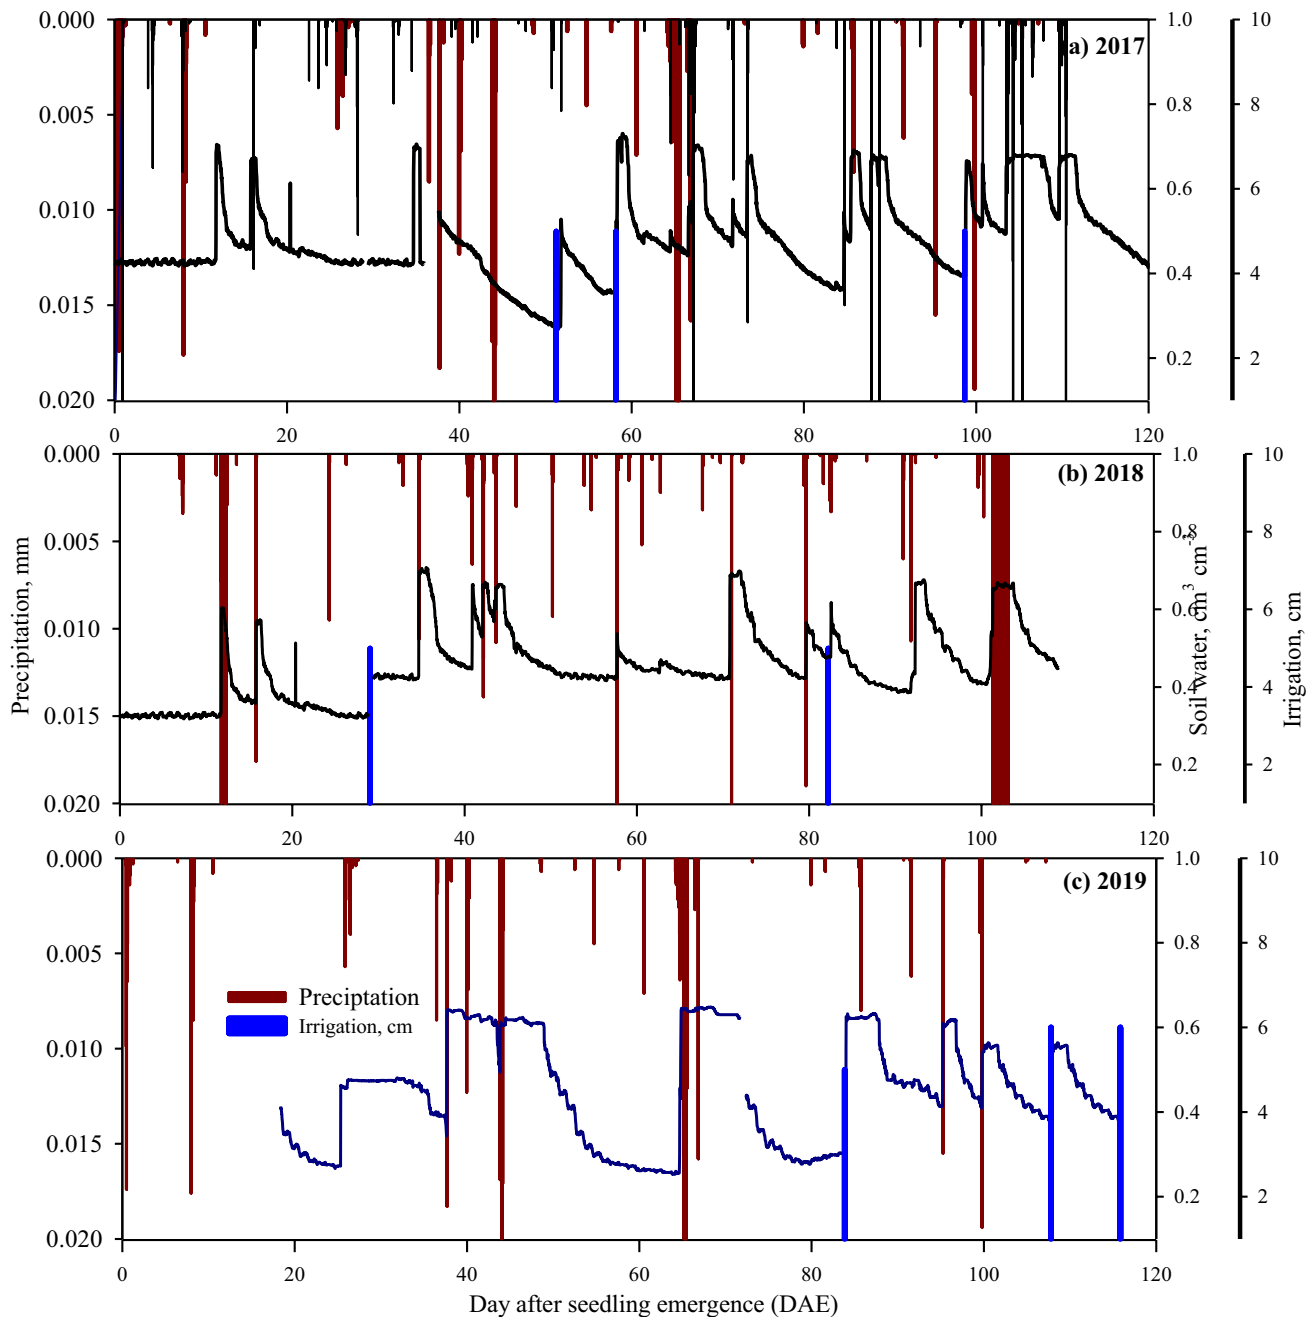 0.000 1.0 10
(a) 2017
0.005 0.8 8
0.010 0.6 6
0.015 0.4 4
0.2 2
0.020
0 20 40 60 80 100 120
0.000 1.0 10
(b) 2018
0.005 0.8 8
0.010 0.6 6
0.015 0.4 4
0.2 2
0.020
0 20 40 60 80 100 120
Precipitation, mm
Soil water, cm³ cm⁻³
Irrigation, cm
0.000 1.0 10
(c) 2019
0.005 0.8 8
Preciptation
Irrigation, cm
0.010 0.6 6
0.015 0.4 4
0.2 2
0.020
0 20 40 60 80 100 120
Day after seedling emergence (DAE)